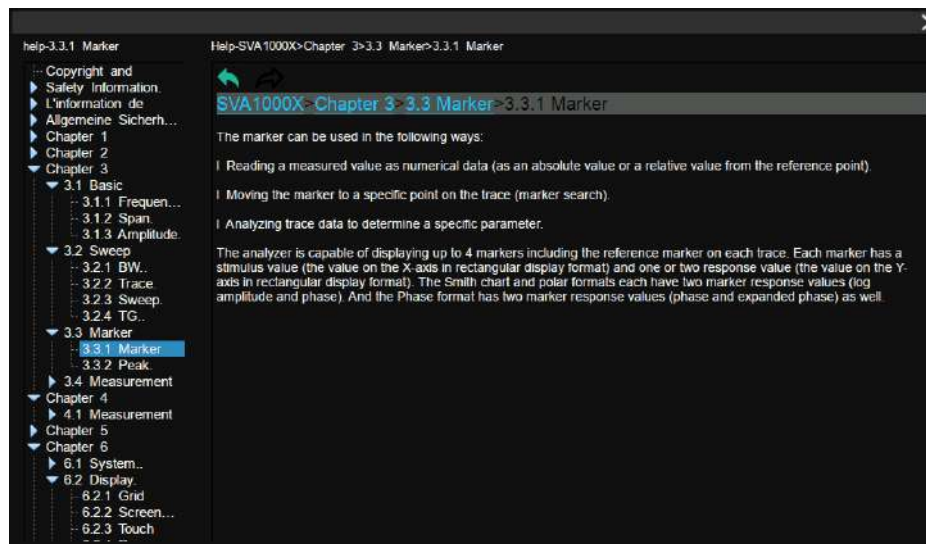 help-3.3.1 Marker
Help-SVA1000X>Chapter 3>3.3 Marker>3.3.1 Marker
Copyright and
Safety Information.
L'information de
Allgemeine Sicherh...
Chapter 1
Chapter 2
Chapter 3
3.1 Basic
3.1.1 Frequen...
3.1.2 Span.
3.1.3 Amplitude.
3.2 Sweep
3.2.1 BW..
3.2.2 Trace.
3.2.3 Sweep.
3.2.4 TG..
3.3 Marker
3.3.1 Marker
3.3.2 Peak.
3.4 Measurement
Chapter 4
4.1 Measurement
Chapter 5
Chapter 6
6.1 System..
6.2 Display.
6.2.1 Grid
6.2.2 Screen...
6.2.3 Touch
SVA1000X>Chapter 3>3.3 Marker>3.3.1 Marker
The marker can be used in the following ways:
l Reading a measured value as numerical data (as an absolute value or a relative value from the reference point).
l Moving the marker to a specific point on the trace (marker search).
l Analyzing trace data to determine a specific parameter.
The analyzer is capable of displaying up to 4 markers including the reference marker on each trace. Each marker has a
stimulus value (the value on the X-axis in rectangular display format) and one or two response value (the value on the Y-
axis in rectangular display format). The Smith chart and polar formats each have two marker response values (log
amplitude and phase). And the Phase format has two marker response values (phase and expanded phase) as well.